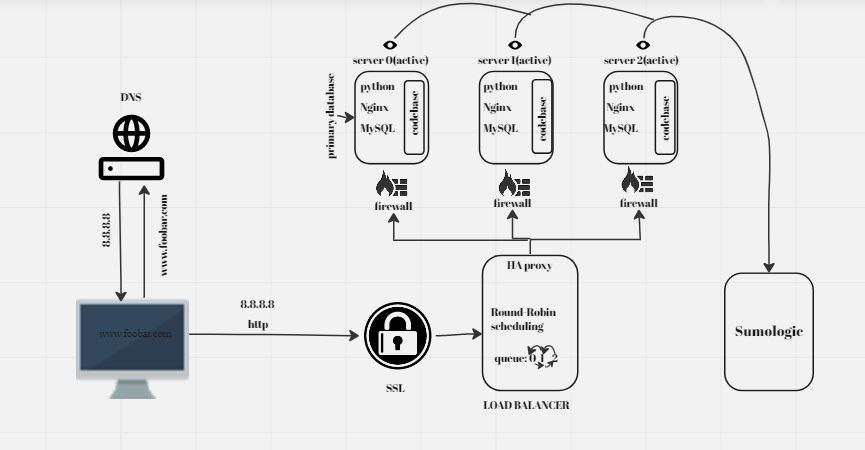 server 0(active)
server 1(active)
server 2(active)
primary database
python
Nginx
MySQL
codebase
python
Nginx
MySQL
codebase
python
Nginx
MySQL
codebase
DNS
8.8.8.8
www.foobar.com
firewall
firewall
firewall
www.foobar.com
8.8.8.8
http
SSL
HA proxy
Round-Robin
scheduling
queue: 0 1 2
LOAD BALANCER
Sumologic